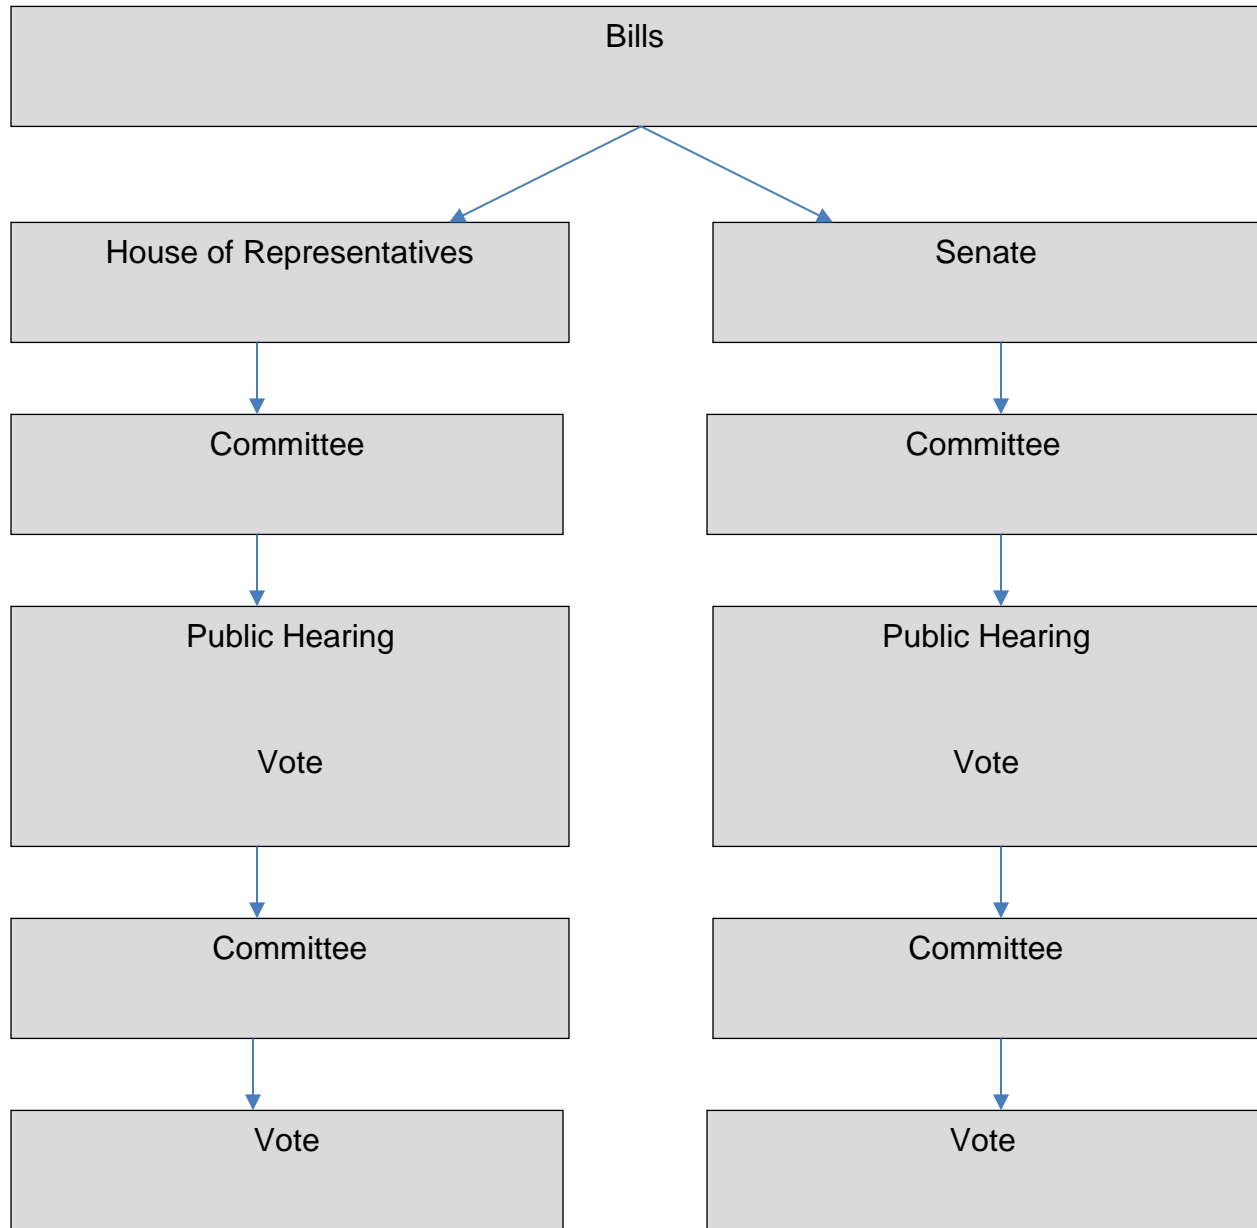 Bills
House of Representatives
Senate
Committee
Committee
Public Hearing
Vote
Public Hearing
Vote
Committee
Committee
Vote
Vote